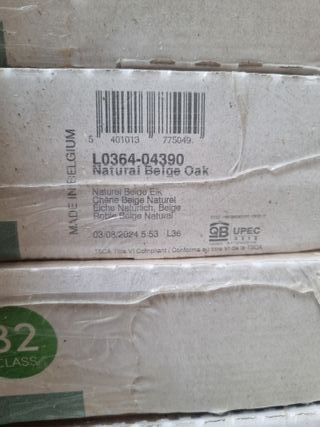 MADE IN BELGIUM
5 401013 775049
L0364-04390
Natural Beige Oak
Natural Beige Eik
Chêne Beige Naturel
Eiche Natürlich, Beige
Roble Beige Natural
03/08/2024 5:53 L36
QB UPEC
TSCA Title VI Compliant / Conforme au titre VI de la TSCA
32
CLASS